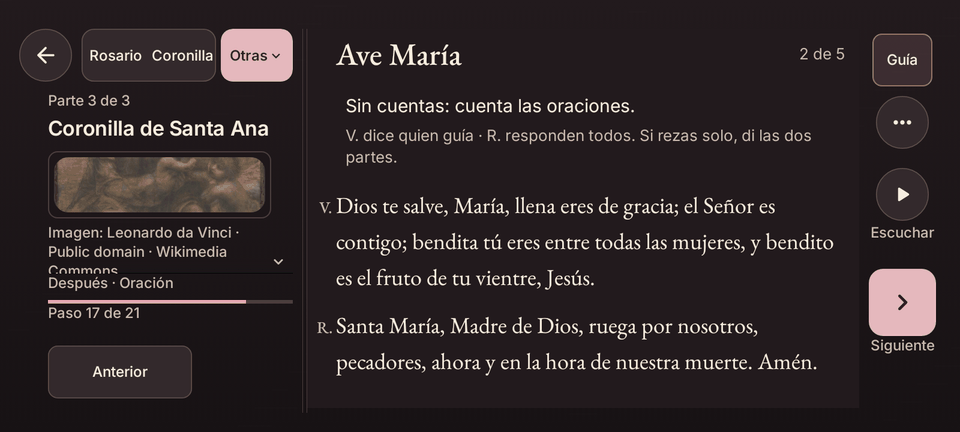 Rosario Coronilla Otras
Parte 3 de 3
Coronilla de Santa Ana
Imagen: Leonardo da Vinci ·
Public domain · Wikimedia
Commons
Después · Oración
Paso 17 de 21
Anterior
Ave María
2 de 5
Sin cuentas: cuenta las oraciones.
V. dice quien guía · R. responden todos. Si rezas solo, di las dos
partes.
V. Dios te salve, María, llena eres de gracia; el Señor es
contigo; bendita tú eres entre todas las mujeres, y bendito
es el fruto de tu vientre, Jesús.
R. Santa María, Madre de Dios, ruega por nosotros,
pecadores, ahora y en la hora de nuestra muerte. Amén.
Guía
Escuchar
Siguiente